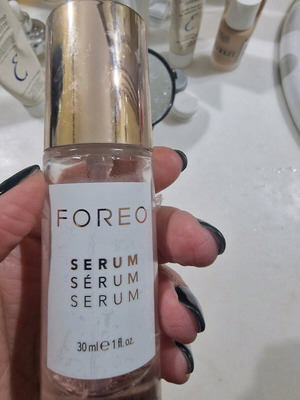 FOREO
SERUM
SÉRUM
SERUM
30 ml ℮ 1 fl. oz.